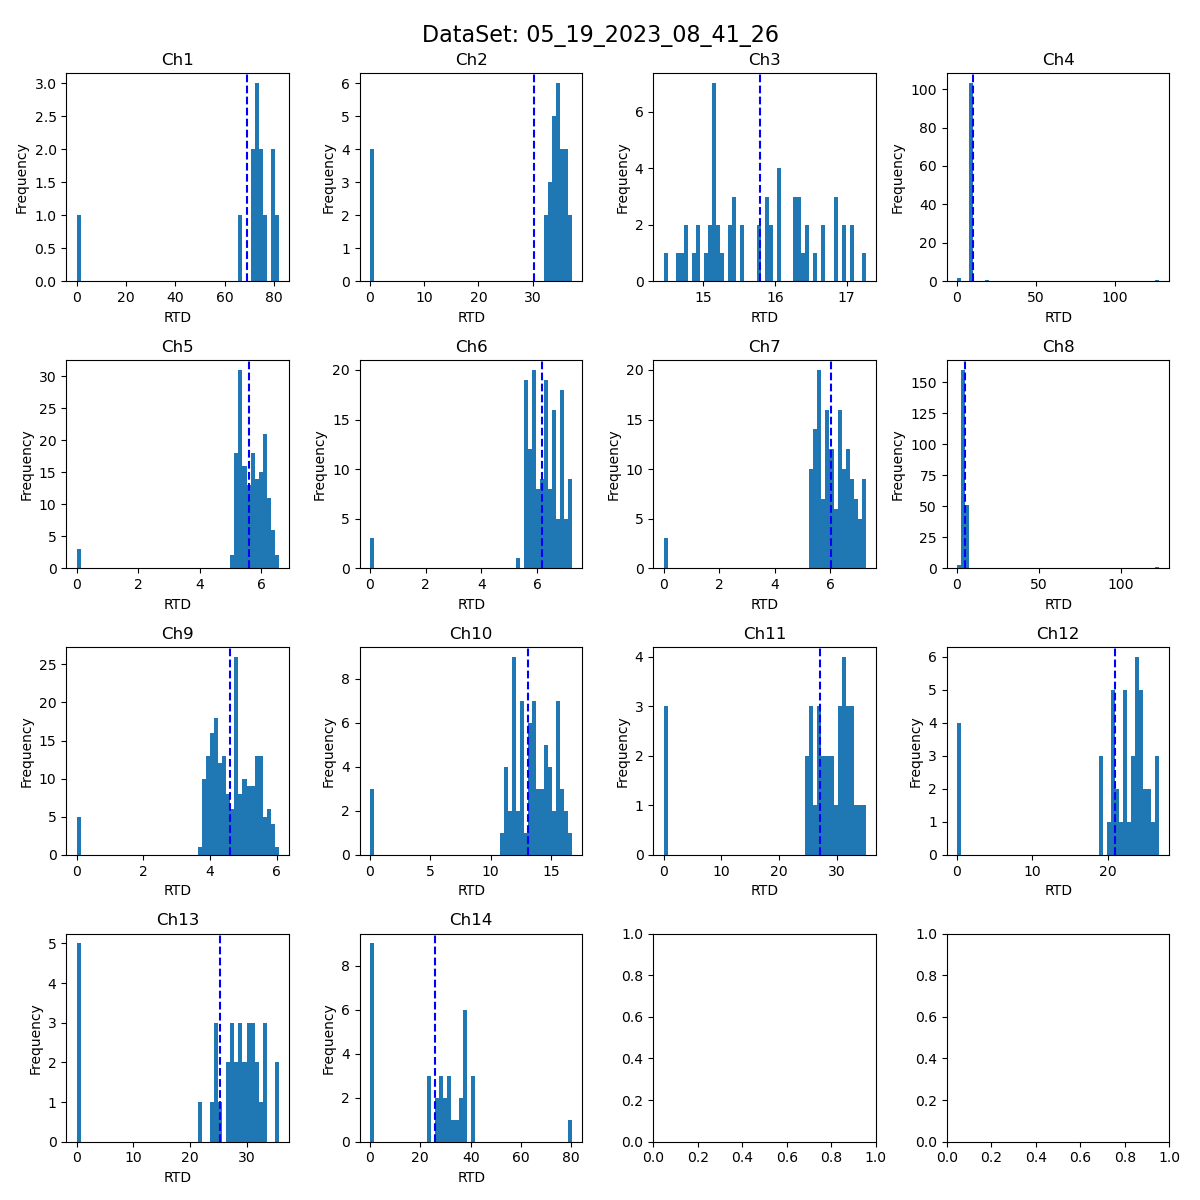 DataSet: 05_19_2023_08_41_26
Ch1 Ch2 Ch3 Ch4
3.0 2.5 2.0 1.5 1.0 0.5 0.0
Frequency
0 20 40 60 80
RTD
6 5 4 3 2 1 0
Frequency
0 10 20 30
RTD
6 4 2 0
Frequency
15 16 17
RTD
100 80 60 40 20 0
Frequency
0 50 100
RTD
Ch5 Ch6 Ch7 Ch8
30 25 20 15 10 5 0
Frequency
0 2 4 6
RTD
20 15 10 5 0
Frequency
0 2 4 6
RTD
20 15 10 5 0
Frequency
0 2 4 6
RTD
150 125 100 75 50 25 0
Frequency
0 50 100
RTD
Ch9 Ch10 Ch11 Ch12
25 20 15 10 5 0
Frequency
0 2 4 6
RTD
8 6 4 2 0
Frequency
0 5 10 15
RTD
4 3 2 1 0
Frequency
0 10 20 30
RTD
6 5 4 3 2 1 0
Frequency
0 10 20
RTD
Ch13 Ch14
5 4 3 2 1 0
Frequency
0 10 20 30
RTD
8 6 4 2 0
Frequency
0 20 40 60 80
RTD
1.0 0.8 0.6 0.4 0.2 0.0
0.0 0.2 0.4 0.6 0.8 1.0
1.0 0.8 0.6 0.4 0.2 0.0
0.0 0.2 0.4 0.6 0.8 1.0